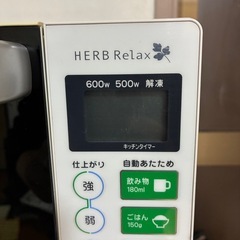 HERB Relax
600W 500W 解凍
キッチンタイマー
仕上がり 自動あたため
強
飲み物
180ml
弱
ごはん
150g